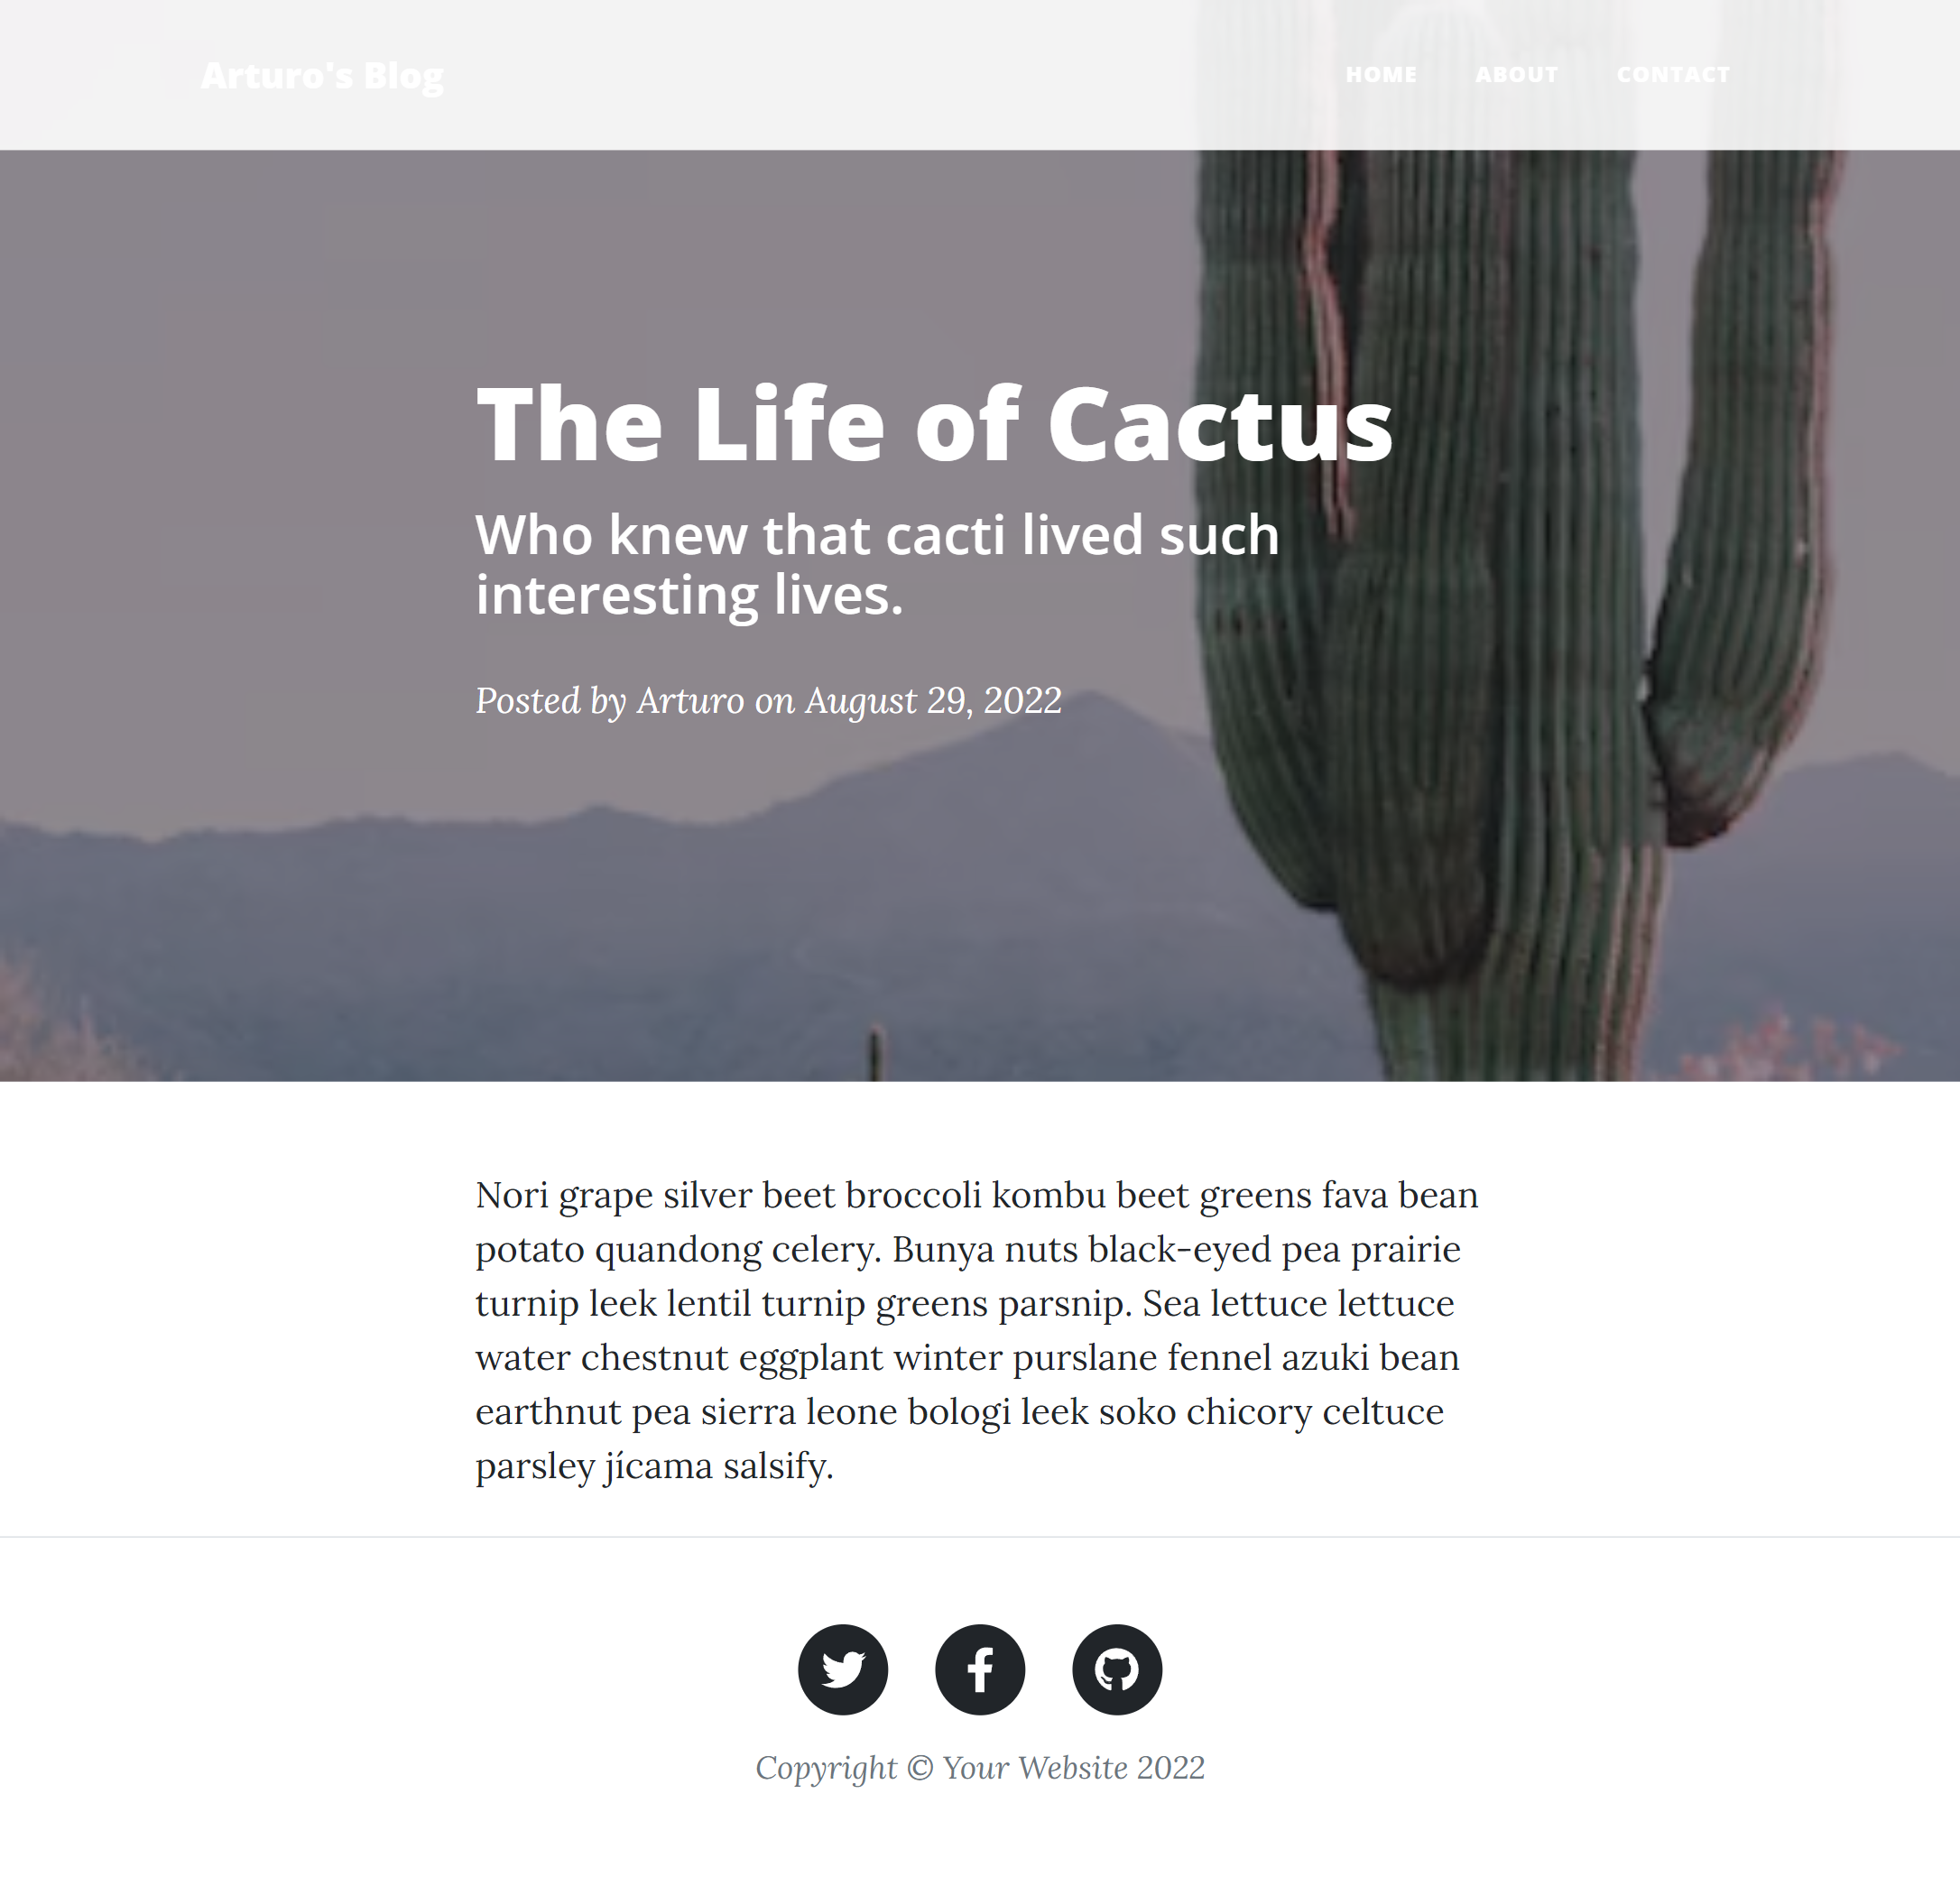 Arturo's Blog
HOME ABOUT CONTACT
The Life of Cactus
Who knew that cacti lived such
interesting lives.
Posted by Arturo on August 29, 2022
Nori grape silver beet broccoli kombu beet greens fava bean
potato quandong celery. Bunya nuts black-eyed pea prairie
turnip leek lentil turnip greens parsnip. Sea lettuce lettuce
water chestnut eggplant winter purslane fennel azuki bean
earthnut pea sierra leone bologi leek soko chicory celtuce
parsley jícama salsify.
Copyright © Your Website 2022